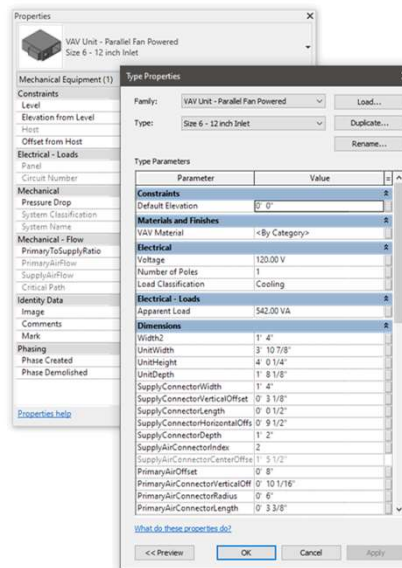 Properties
VAV Unit - Parallel Fan Powered
Size 6 - 12 inch Inlet
Mechanical Equipment (1)
Constraints
Level
Elevation from Level
Host
Offset from Host
Electrical - Loads
Panel
Circuit Number
Mechanical
Pressure Drop
System Classification
System Name
Mechanical - Flow
PrimaryToSupplyRatio
PrimaryAirFlow
SupplyAirFlow
Critical Path
Identity Data
Image
Comments
Mark
Phasing
Phase Created
Phase Demolished
Properties help
Type Properties
Family: VAV Unit - Parallel Fan Powered Load...
Type: Size 6 - 12 inch Inlet Duplicate...
Rename...
Type Parameters
Parameter Value =
Constraints
Default Elevation 0' 0"
Materials and Finishes
VAV Material <By Category>
Electrical
Voltage 120.00 V
Number of Poles 1
Load Classification Cooling
Electrical - Loads
Apparent Load 542.00 VA
Dimensions
Width2 1' 4"
UnitWidth 3' 10 7/8"
UnitHeight 4' 0 1/4"
UnitDepth 1' 8 1/8"
SupplyConnectorWidth 1' 4"
SupplyConnectorVerticalOffset 0' 3 1/8"
SupplyConnectorLength 0' 0 1/2"
SupplyConnectorHorizontalOffs 0' 9 1/2"
SupplyConnectorDepth 1' 2"
SupplyAirConnectorIndex 2
SupplyAirConnectorCenterOffse 1' 5 1/2"
PrimaryAirOffset 0' 8"
PrimaryAirConnectorVerticalOff 0' 10 1/16"
PrimaryAirConnectorRadius 0' 6"
PrimaryAirConnectorLength 0' 3 3/8"
What do these properties do?
<< Preview OK Cancel Apply